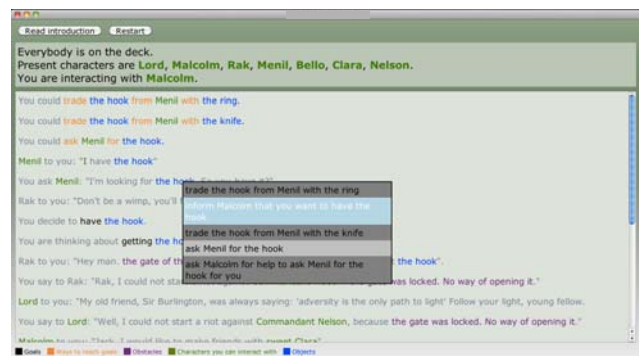 Read introduction
Restart
Everybody is on the deck.
Present characters are Lord, Malcolm, Rak, Menil, Bello, Clara, Nelson.
You are interacting with Malcolm.
You could trade the hook from Menil with the ring.
You could trade the hook from Menil with the knife.
You could ask Menil for the hook.
Menil to you: "I have the hook"
You ask Menil: "I'm looking for the
Rak to you: "Don't be a wimp, you'll
You decide to have the hook.
You are thinking about getting the
Rak to you: "Hey man. the gate of the hook".
You say to Rak: "Rak, I could not was locked. No way of opening it."
Lord to you: "My old friend, Sir Burlington, was always saying: 'adversity is the only path to light' Follow your light, young fellow.
You say to Lord: "Well, I could not start a riot against Commandant Nelson, because the gate was locked. No way of opening it."
trade the hook from Menil with the ring
inform Malcolm that you want to have the
hook
trade the hook from Menil with the knife
ask Menil for the hook
ask Malcolm for help to ask Menil for the
hook for you
Goals Ways to reach goals Obstacles Characters you can interact with Objects